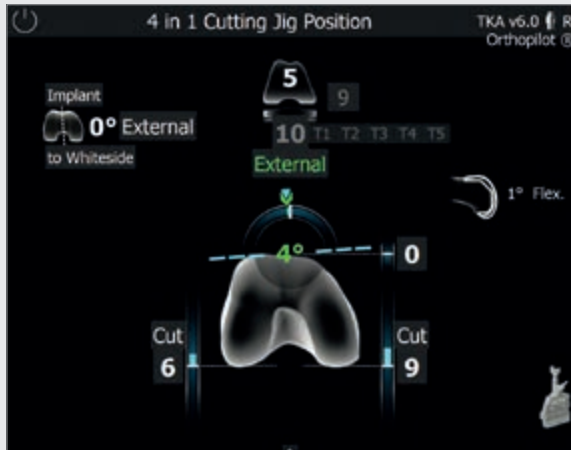 4 in 1 Cutting Jig Position
TKA v6.0 R
Orthopilot ®
5
9
Implant
0° External
to Whiteside
10 T1 T2 T3 T4 T5
External
1° Flex.
4°
0
Cut
6
Cut
9